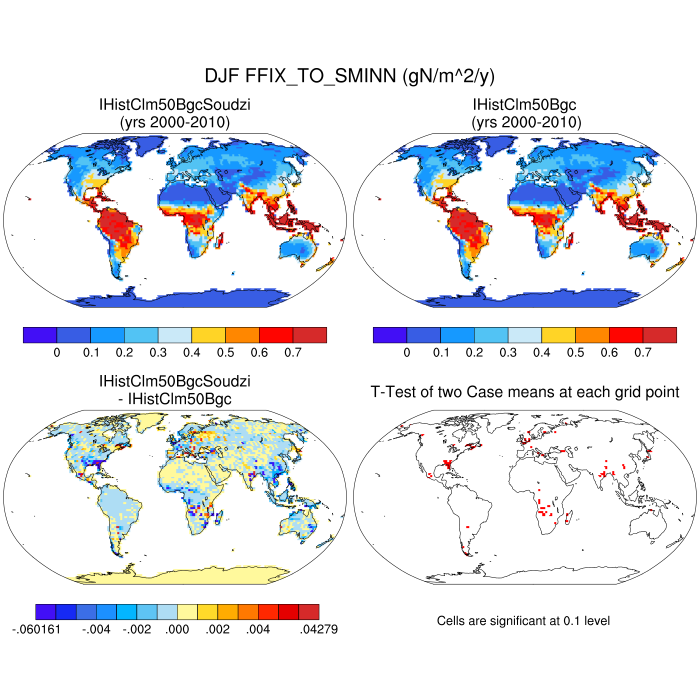 DJF FFIX_TO_SMINN (gN/m^2/y)
IHistClm50BgcSoudzi
(yrs 2000-2010)
IHistClm50Bgc
(yrs 2000-2010)
0 0.1 0.2 0.3 0.4 0.5 0.6 0.7
0 0.1 0.2 0.3 0.4 0.5 0.6 0.7
IHistClm50BgcSoudzi
- IHistClm50Bgc
T-Test of two Case means at each grid point
-.060161 -.004 -.002 .000 .002 .004 .04279
Cells are significant at 0.1 level